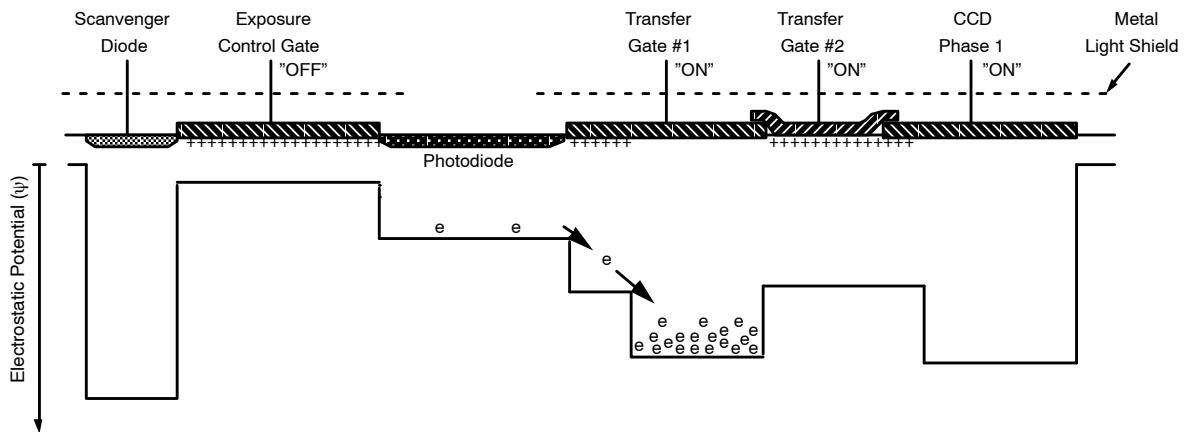 Scanvenger
Diode
Exposure
Control Gate
"OFF"
Transfer
Gate #1
"ON"
Transfer
Gate #2
"ON"
CCD
Phase 1
"ON"
Metal
Light Shield
+++++++++++++++++++++
Photodiode
+++++++
+++++++++++++++
Electrostatic Potential (ψ)
e e
e
e e e
e e e e e e e
e e e e e e e e